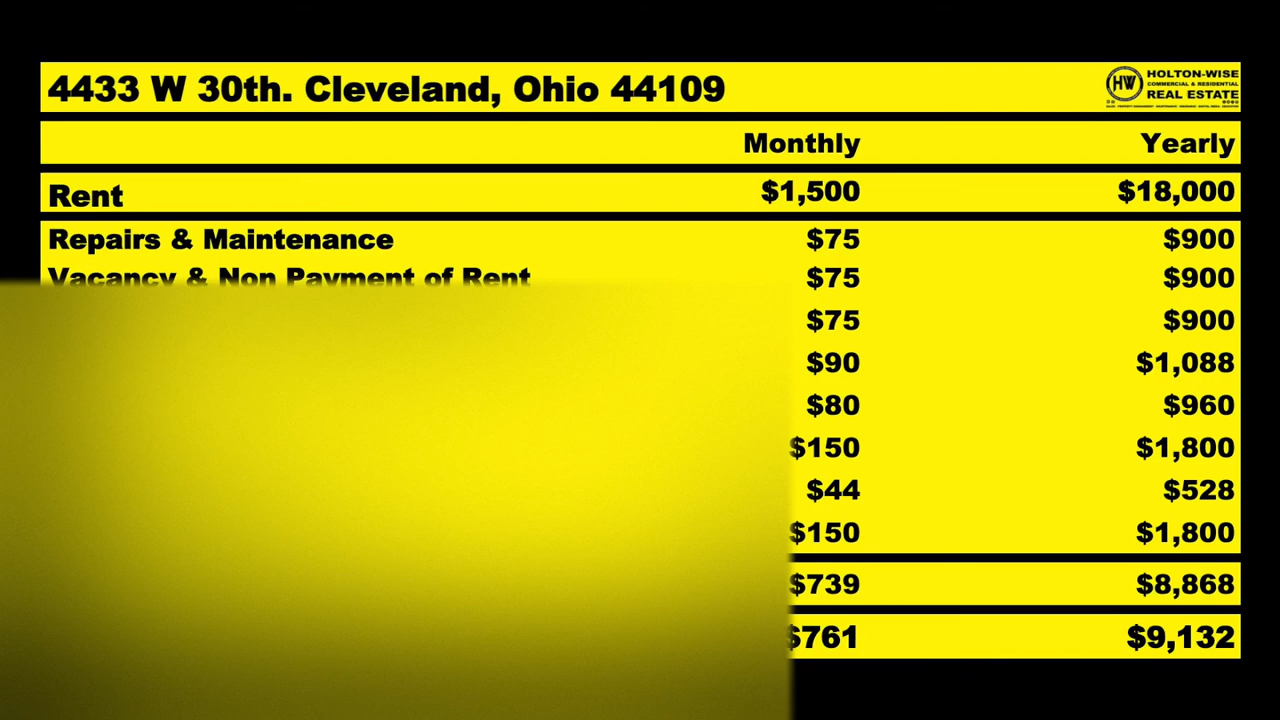 4433 W 30th. Cleveland, Ohio 44109
HW
HOLTON-WISE
COMMERCIAL & RESIDENTIAL
REAL ESTATE
Monthly Yearly
Rent $1,500 $18,000
Repairs & Maintenance $75 $900
Vacancy & Non Payment of Rent $75 $900
$75 $900
$90 $1,088
$80 $960
$150 $1,800
$44 $528
$150 $1,800
$739 $8,868
$761 $9,132